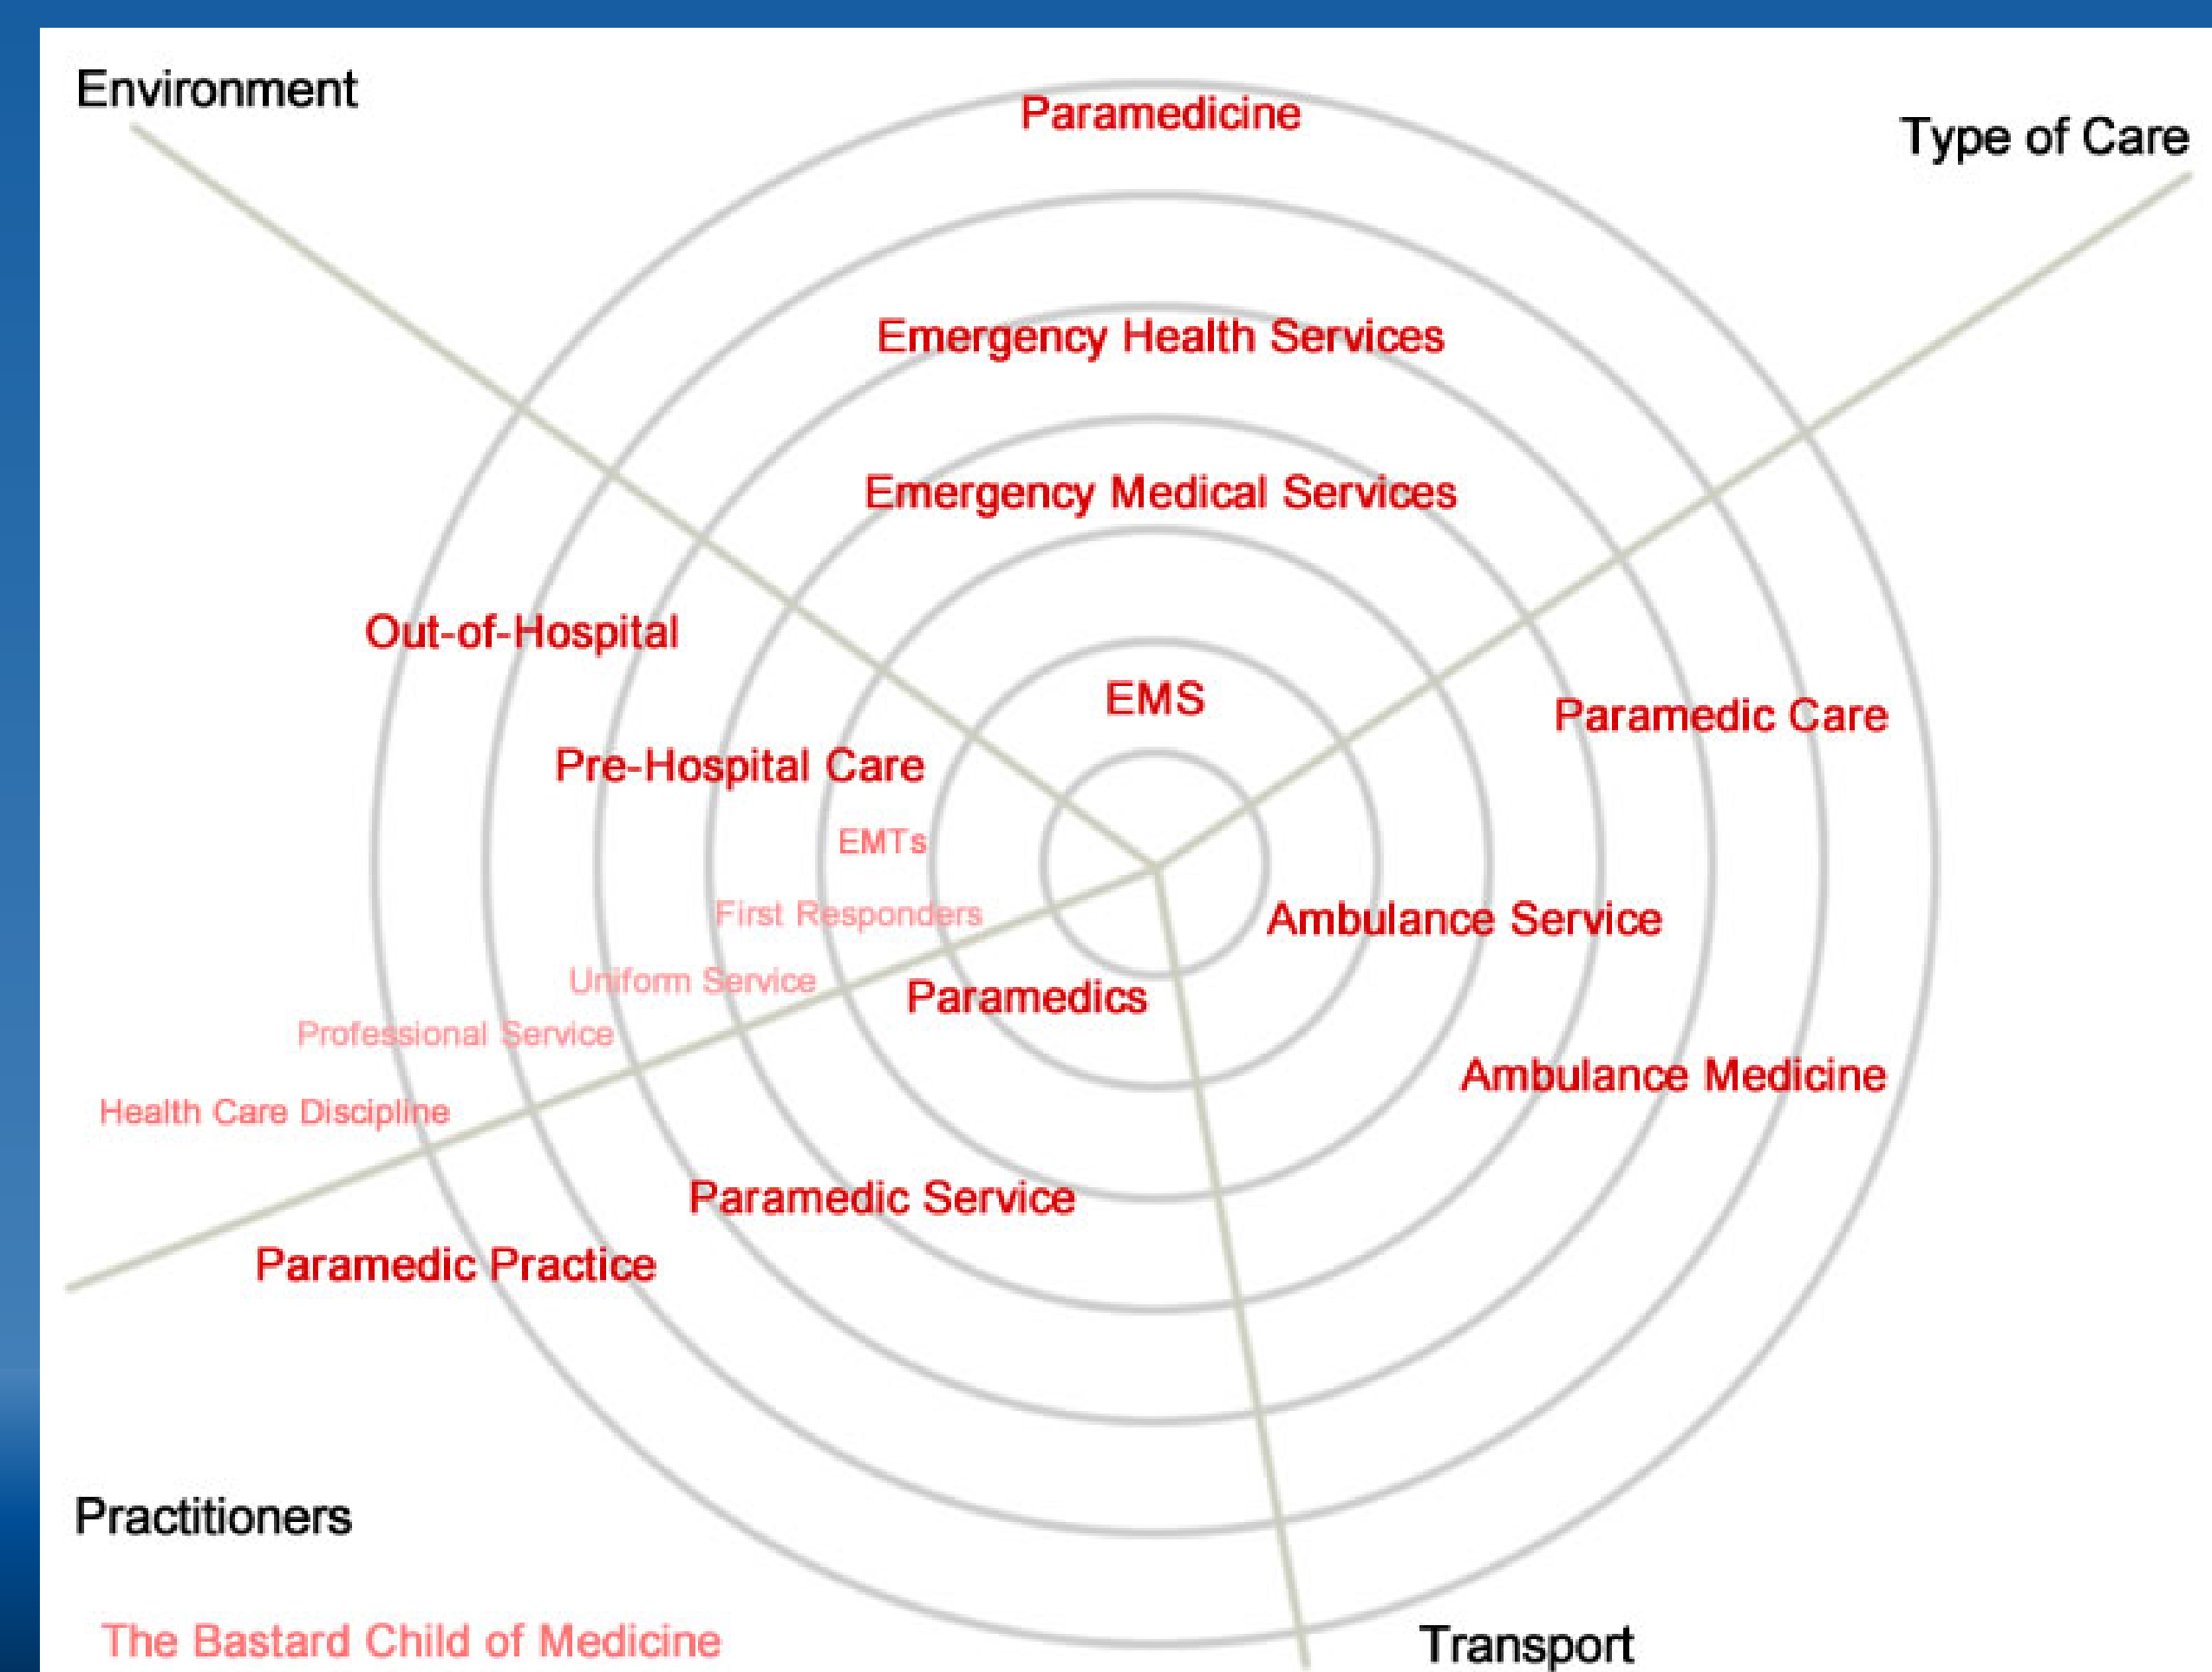 Environment
Paramedicine
Type of Care
Emergency Health Services
Emergency Medical Services
Out-of-Hospital
EMS
Paramedic Care
Pre-Hospital Care
EMTs
First Responders
Ambulance Service
Uniform Service
Paramedics
Professional Service
Ambulance Medicine
Health Care Discipline
Paramedic Service
Paramedic Practice
Practitioners
The Bastard Child of Medicine
Transport